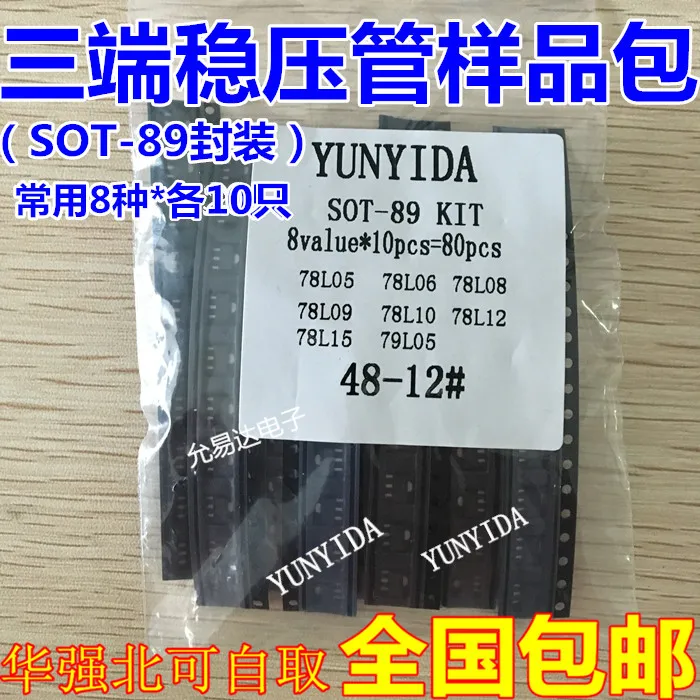 三端稳压管样品包
(SOT-89封装)
常用8种*各10只
YUNYIDA
SOT-89 KIT
8value*10pcs=80pcs
78L05 78L06 78L08
78L09 78L10 78L12
78L15 79L05
48-12#
允易达电子
YUNYIDA
YUNYIDA
华强北可自取
全国包邮